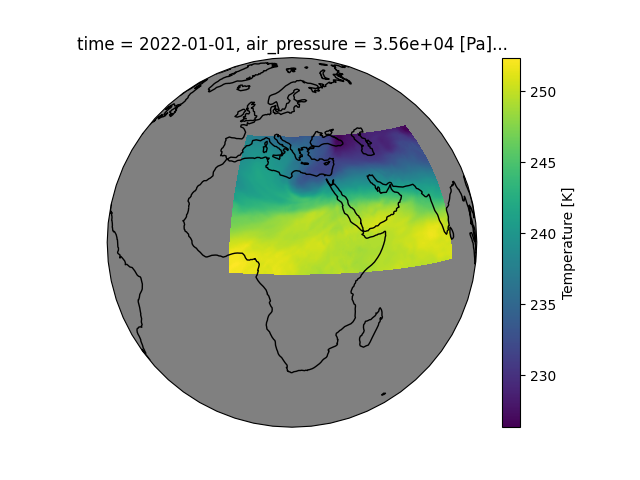 time = 2022-01-01, air_pressure = 3.56e+04 [Pa]...
250
245
240
235
230
Temperature [K]